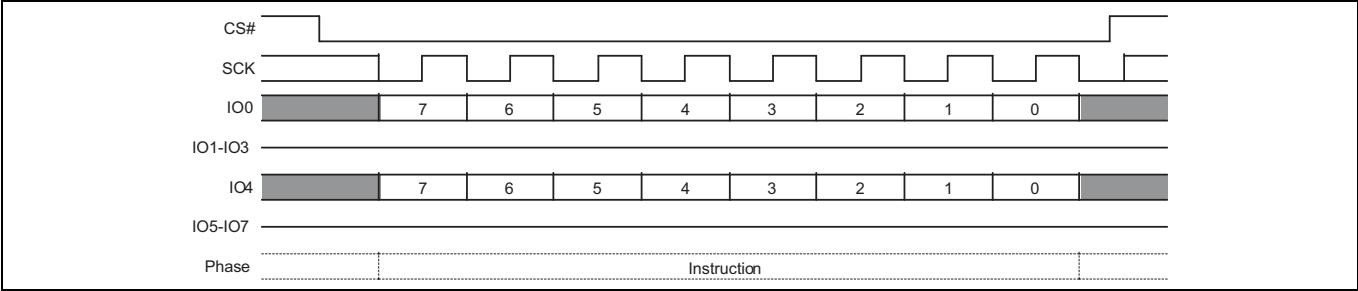 CS#
SCK
IO0 7 6 5 4 3 2 1 0
IO1-IO3
IO4 7 6 5 4 3 2 1 0
IO5-IO7
Phase Instruction